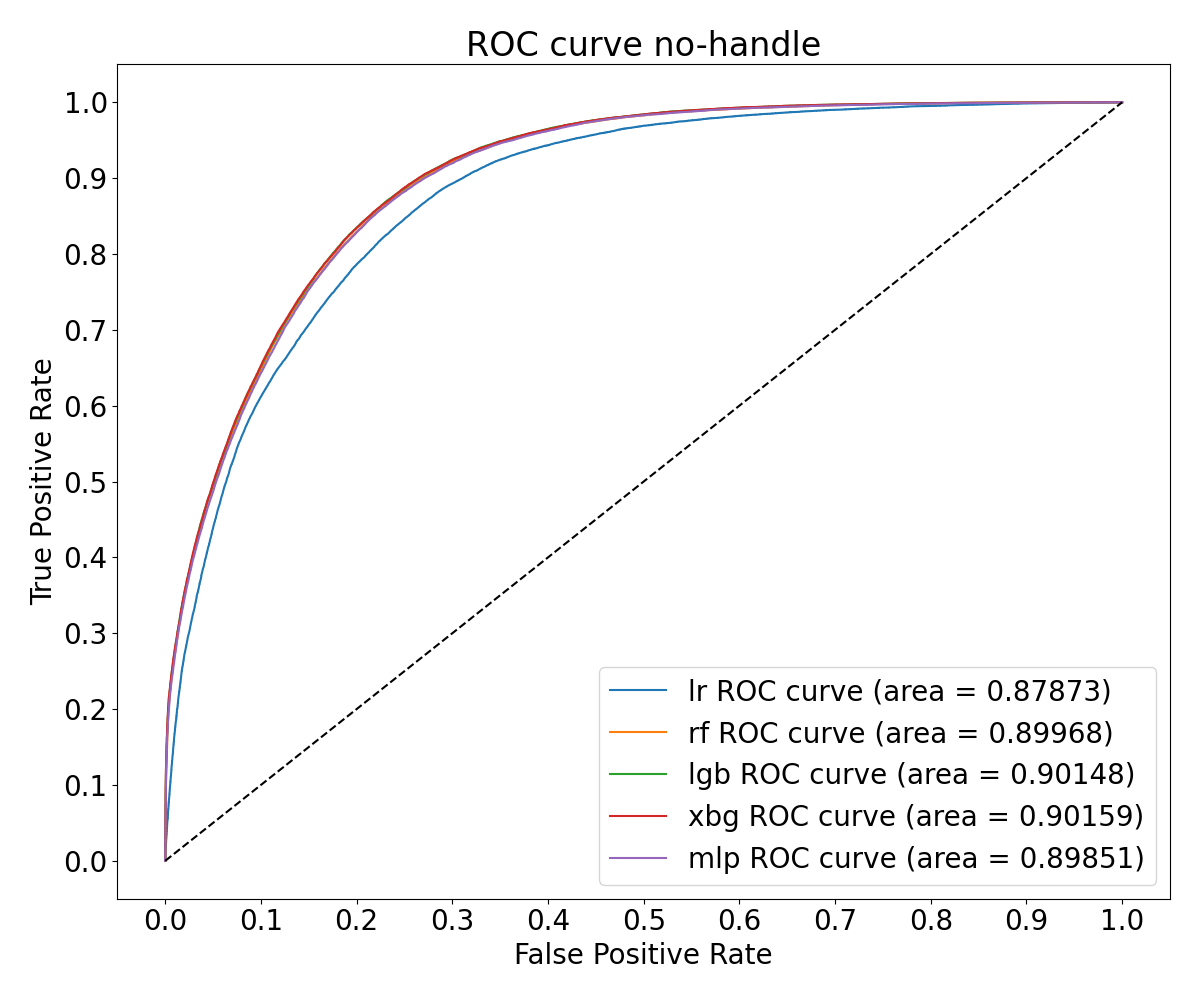 ROC curve no-handle
True Positive Rate
1.0
0.9
0.8
0.7
0.6
0.5
0.4
0.3
0.2
0.1
0.0
lr ROC curve (area = 0.87873)
rf ROC curve (area = 0.89968)
lgb ROC curve (area = 0.90148)
xbg ROC curve (area = 0.90159)
mlp ROC curve (area = 0.89851)
0.0 0.1 0.2 0.3 0.4 0.5 0.6 0.7 0.8 0.9 1.0
False Positive Rate